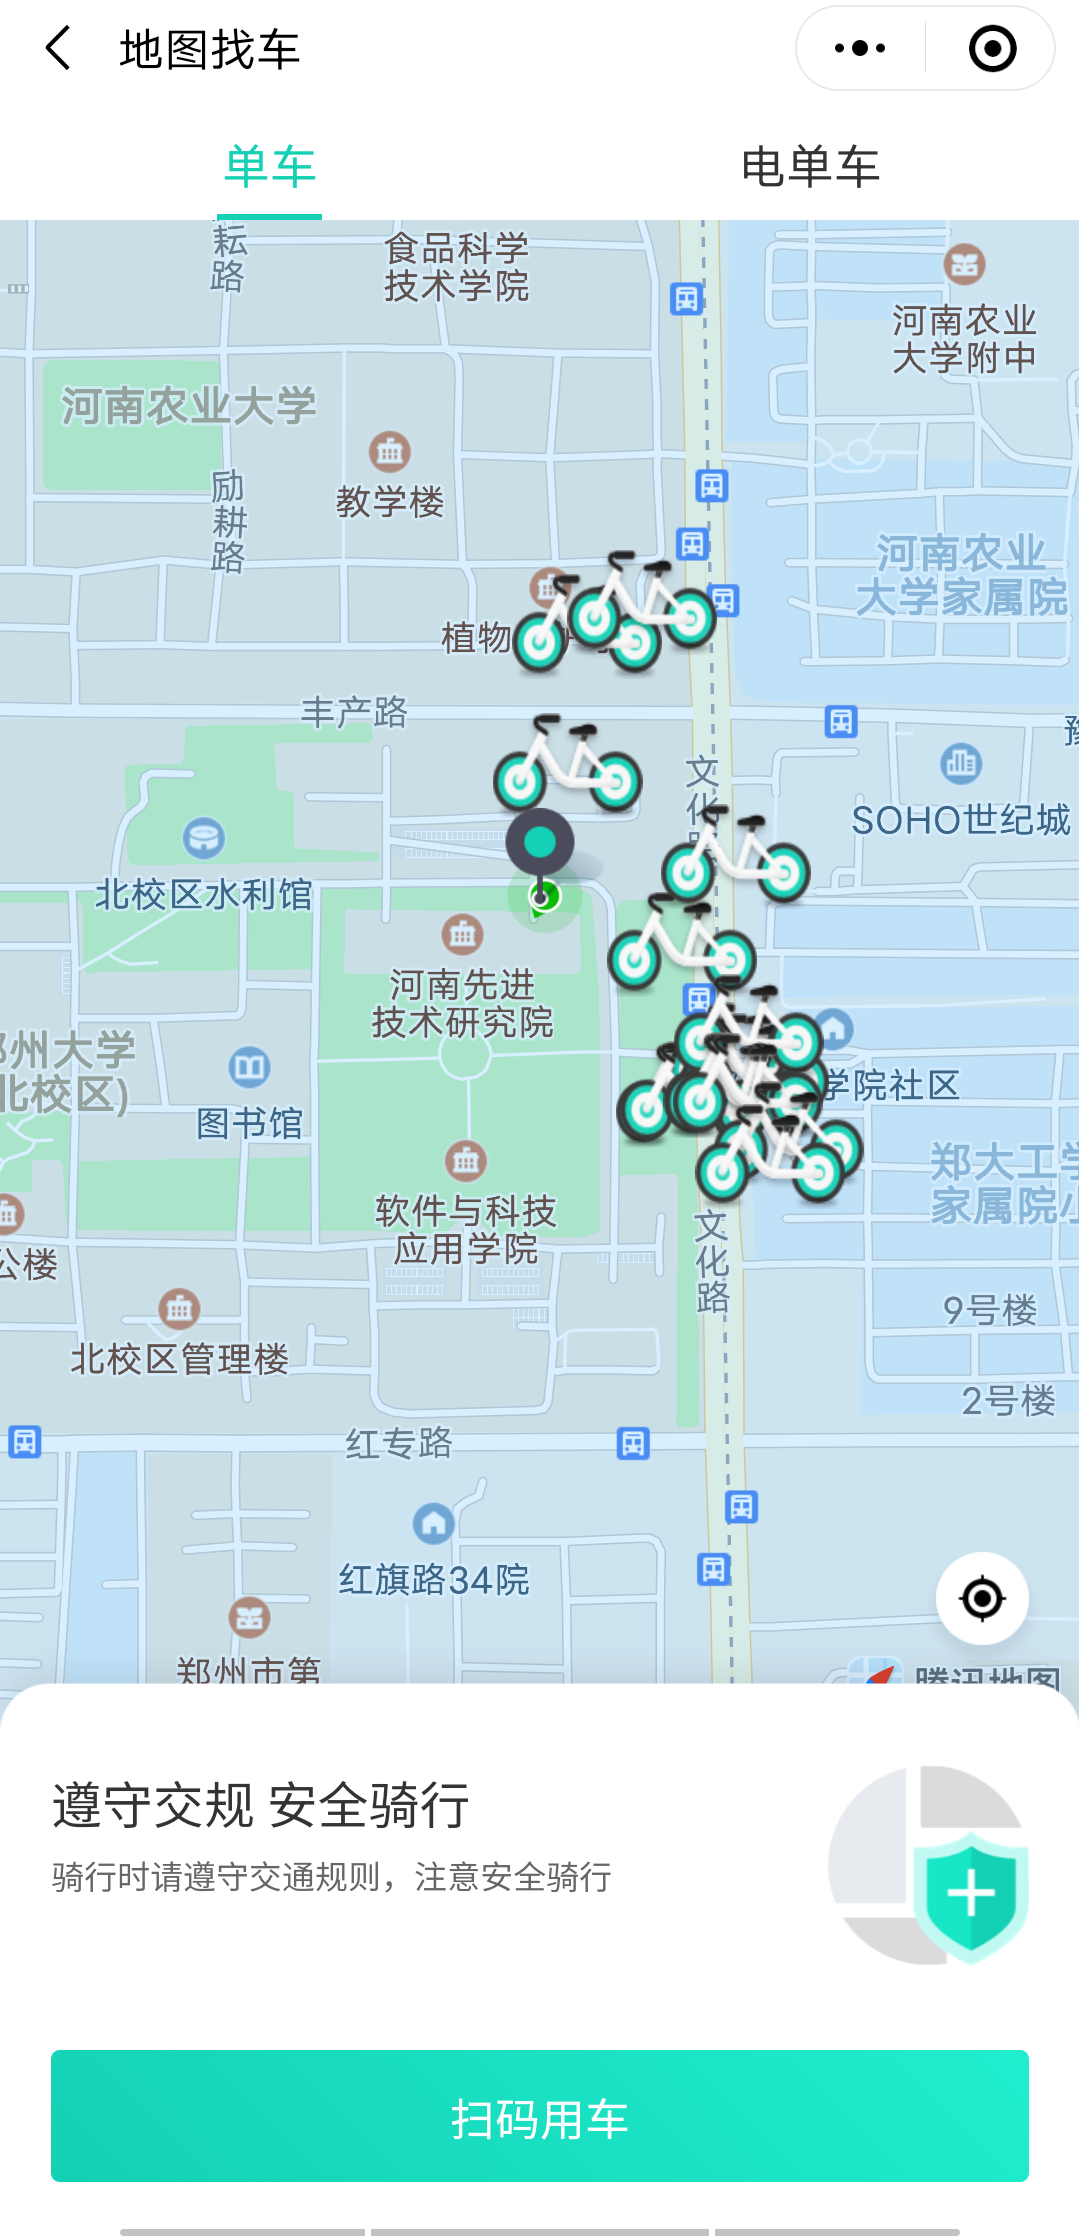 地图找车
单车
电单车
耘路
食品科学
技术学院
河南农业
大学附中
河南农业大学
励耕路
教学楼
河南农业
大学家属院
植物
丰产路
文化路
SOHO世纪城
北校区水利馆
河南先进
技术研究院
州大学
北校区)
图书馆
学院社区
郑大工学
家属院小
软件与科技
应用学院
文化路
公楼
9号楼
北校区管理楼
2号楼
红专路
红旗路34院
郑州市第
腾讯地图
遵守交规 安全骑行
骑行时请遵守交通规则，注意安全骑行
扫码用车